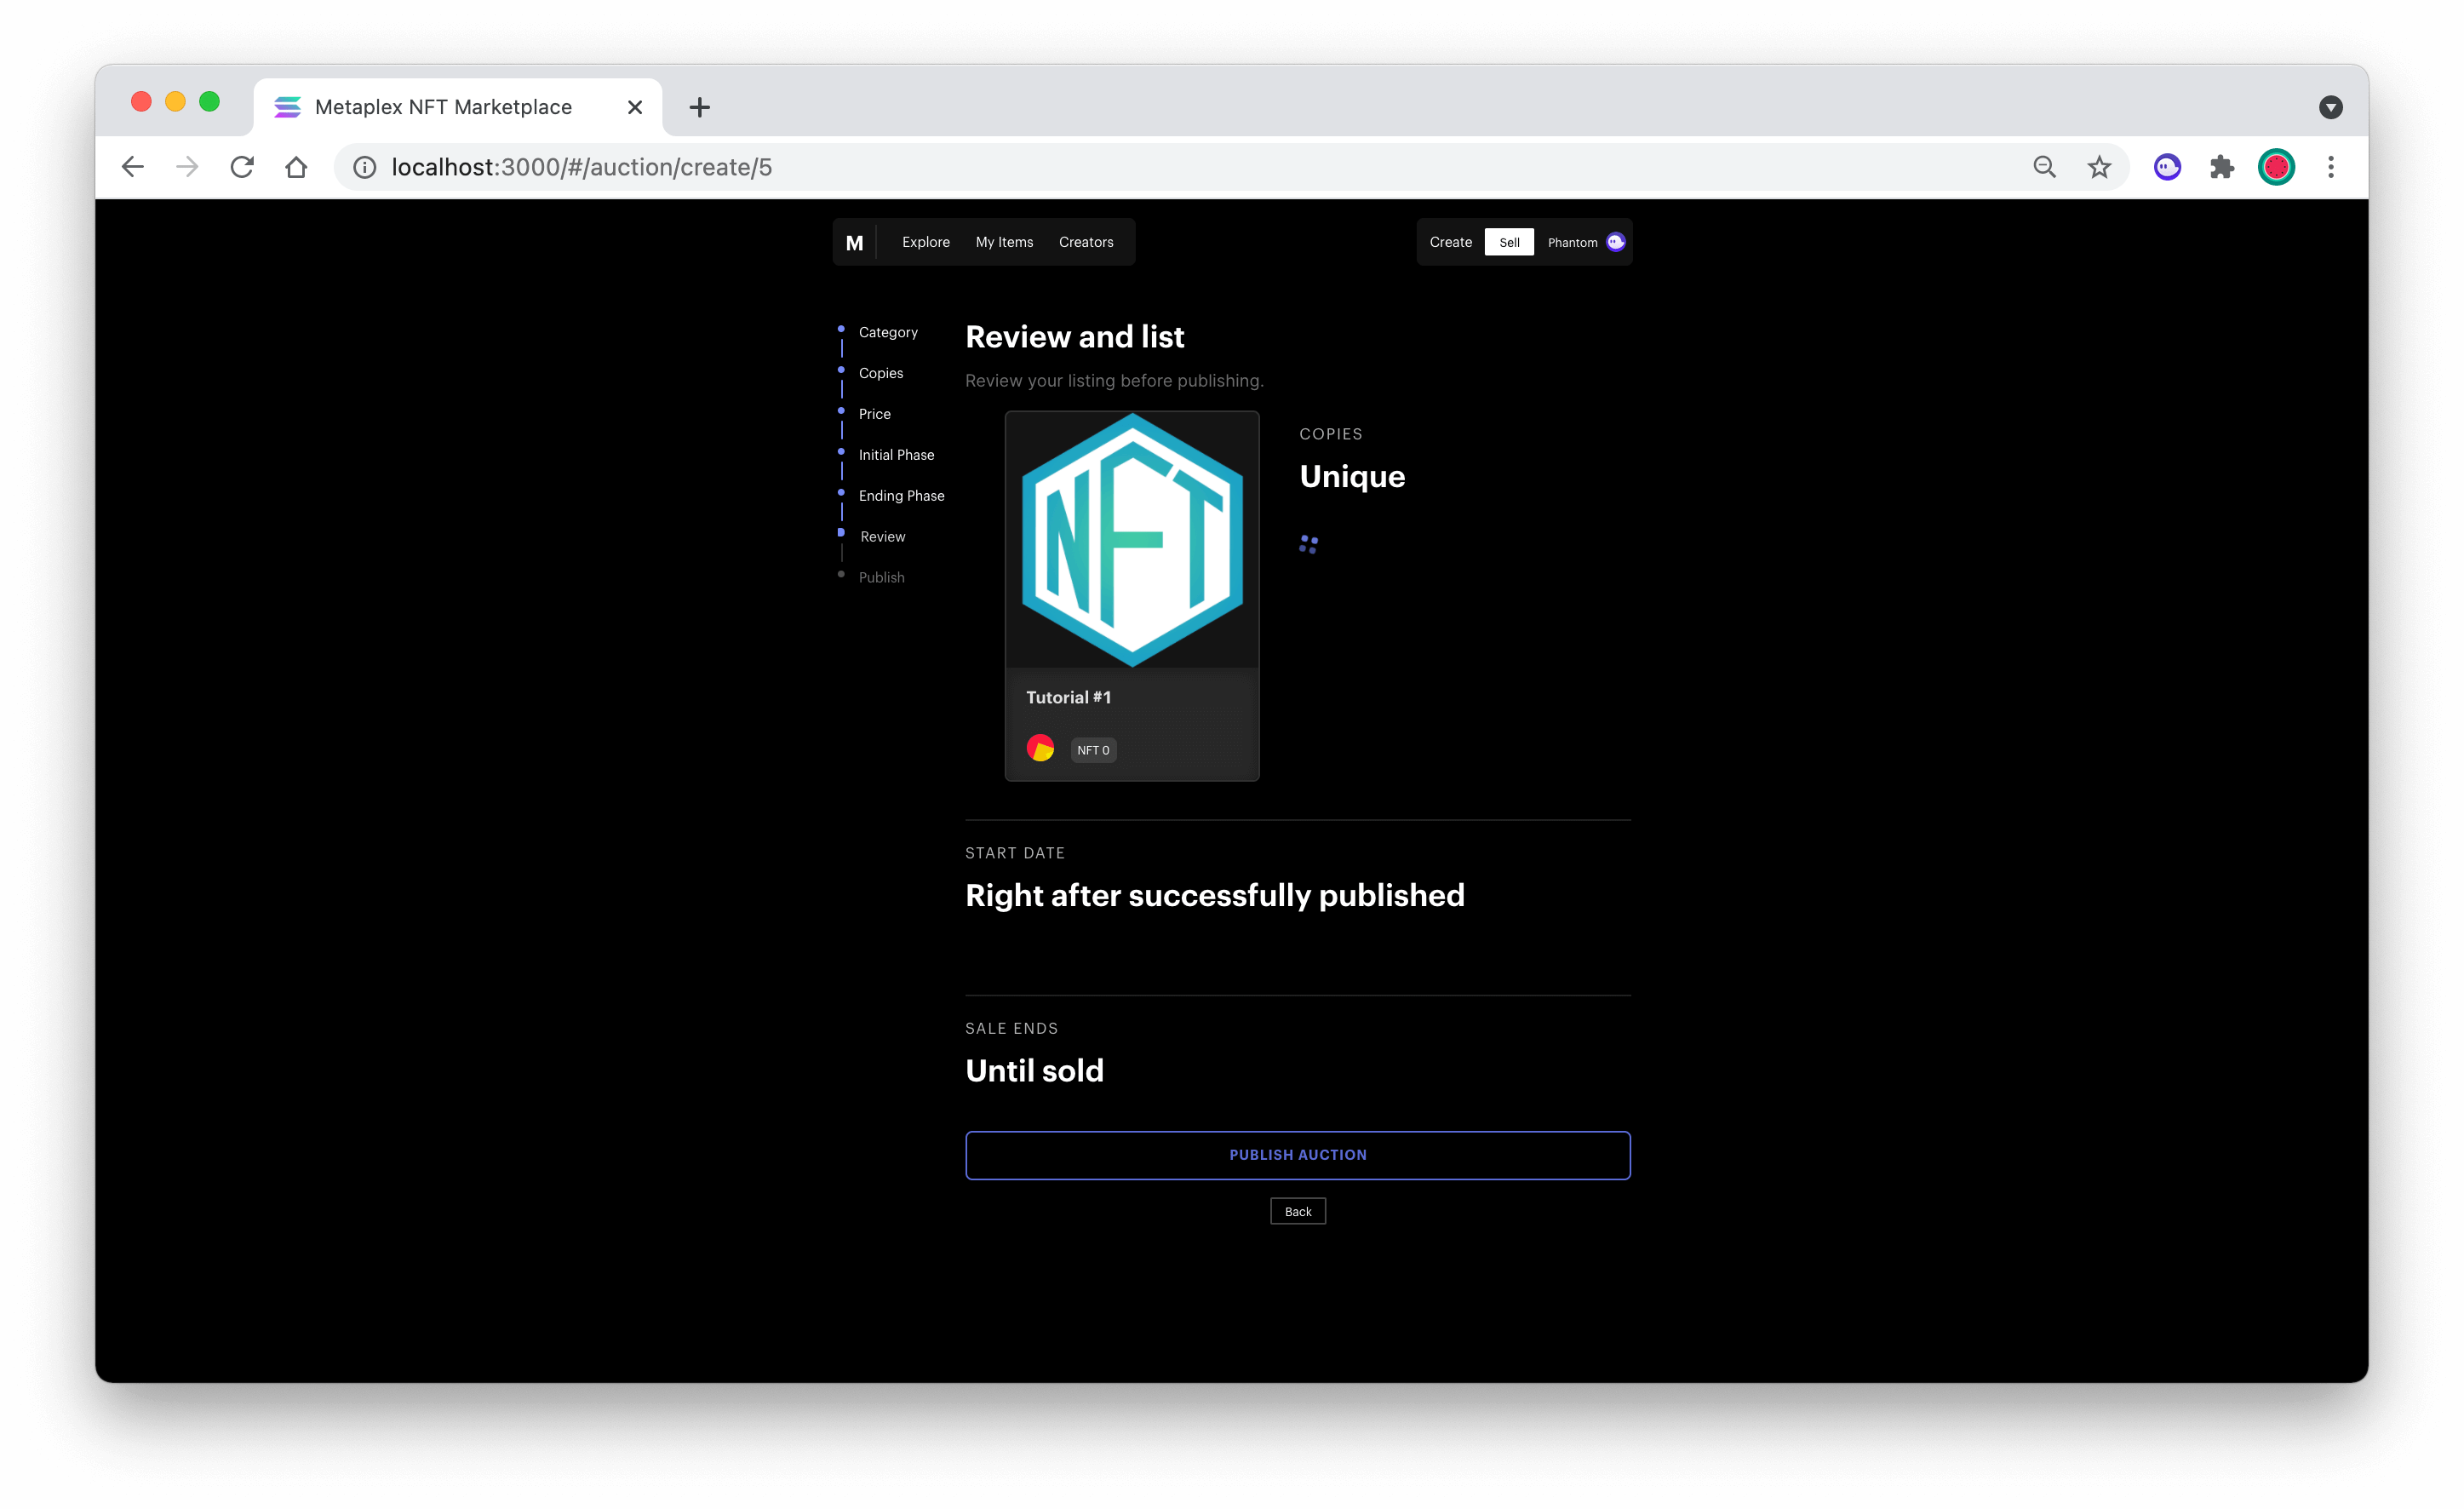 Metaplex NFT Marketplace
localhost:3000/#/auction/create/5
M Explore My Items Creators
Create Sell Phantom
Category
Copies
Price
Initial Phase
Ending Phase
Review
Publish
Review and list
Review your listing before publishing.
NFT
Tutorial #1
NFT 0
COPIES
Unique
START DATE
Right after successfully published
SALE ENDS
Until sold
PUBLISH AUCTION
Back